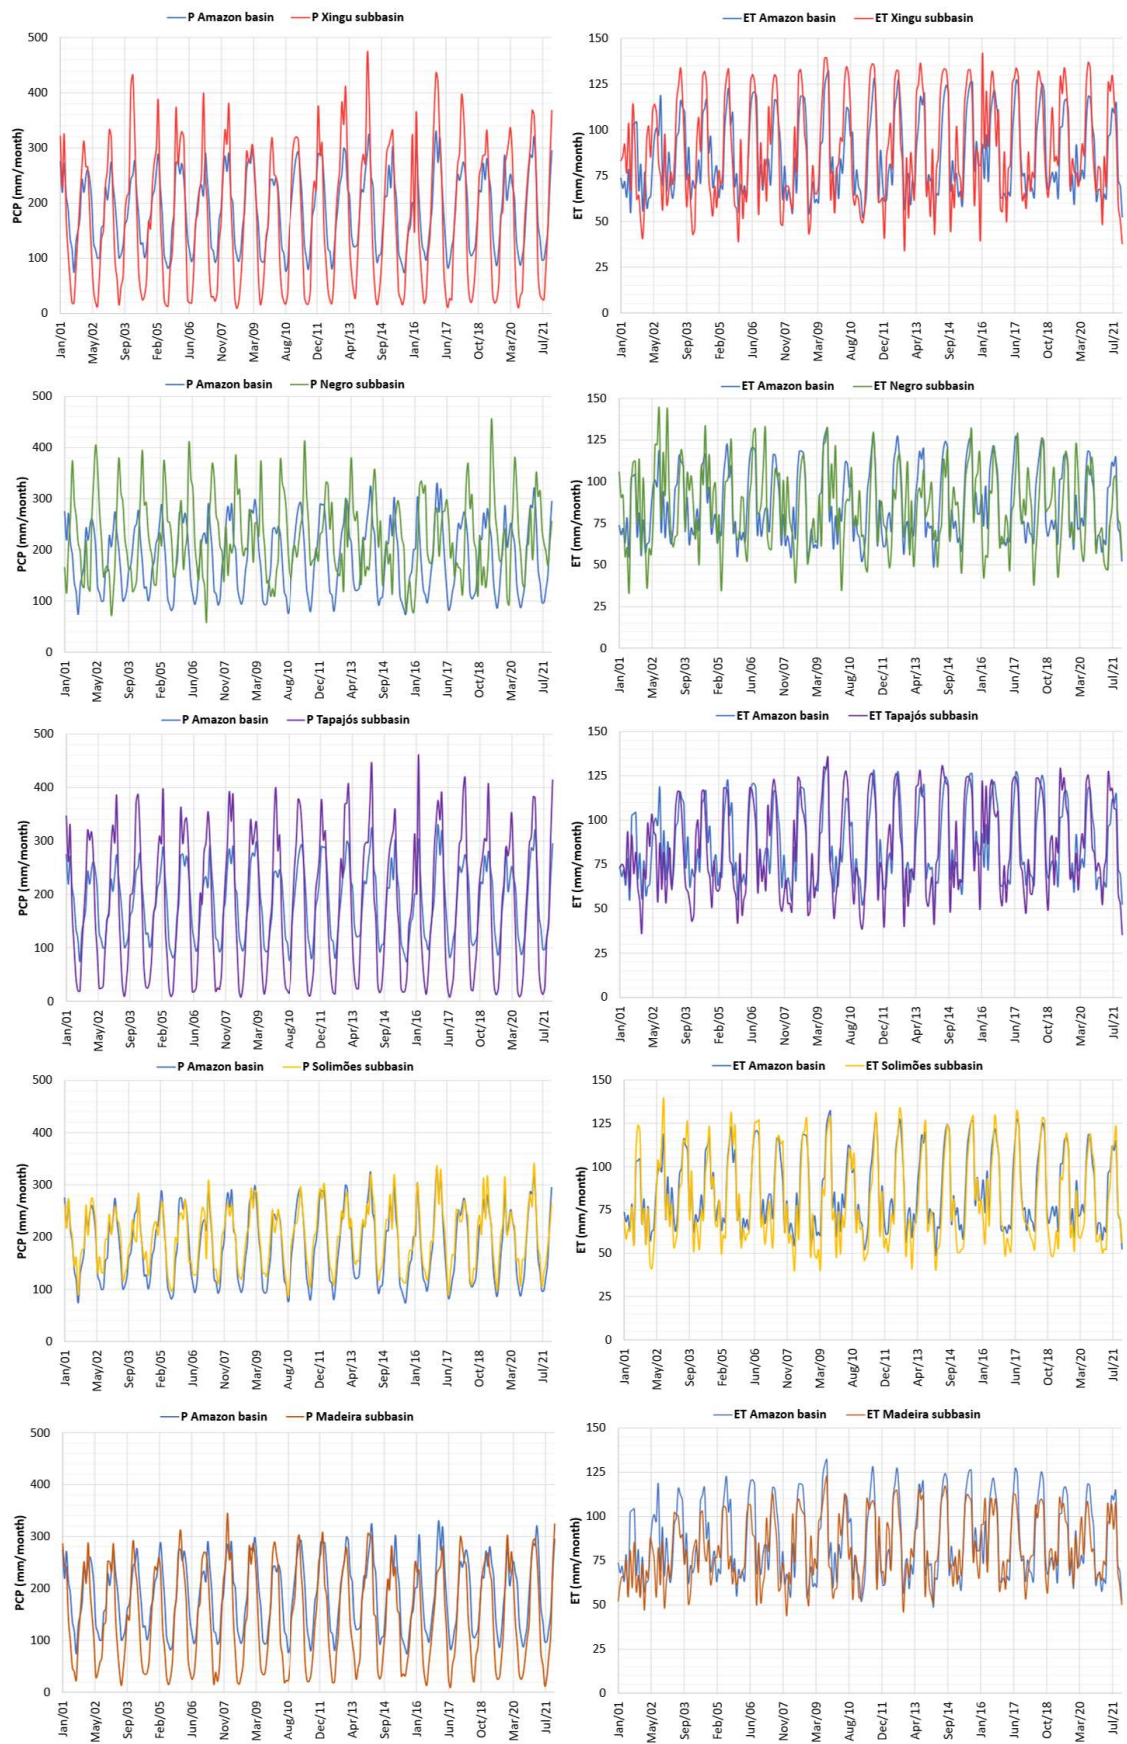 P Amazon basin P Xingu subbasin
PCP (mm/month)
500
400
300
200
100
0
Jan/01 May/02 Sep/03 Feb/05 Jun/06 Nov/07 Mar/09 Aug/10 Dec/11 Apr/13 Sep/14 Jan/16 Jun/17 Oct/18 Mar/20 Jul/21
ET Amazon basin ET Xingu subbasin
ET (mm/month)
150
125
100
75
50
25
0
Jan/01 May/02 Sep/03 Feb/05 Jun/06 Nov/07 Mar/09 Aug/10 Dec/11 Apr/13 Sep/14 Jan/16 Jun/17 Oct/18 Mar/20 Jul/21
P Amazon basin P Negro subbasin
PCP (mm/month)
500
400
300
200
100
0
Jan/01 May/02 Sep/03 Feb/05 Jun/06 Nov/07 Mar/09 Aug/10 Dec/11 Apr/13 Sep/14 Jan/16 Jun/17 Oct/18 Mar/20 Jul/21
ET Amazon basin ET Negro subbasin
ET (mm/month)
150
125
100
75
50
25
0
Jan/01 May/02 Sep/03 Feb/05 Jun/06 Nov/07 Mar/09 Aug/10 Dec/11 Apr/13 Sep/14 Jan/16 Jun/17 Oct/18 Mar/20 Jul/21
P Amazon basin P Tapajós subbasin
PCP (mm/month)
500
400
300
200
100
0
Jan/01 May/02 Sep/03 Feb/05 Jun/06 Nov/07 Mar/09 Aug/10 Dec/11 Apr/13 Sep/14 Jan/16 Jun/17 Oct/18 Mar/20 Jul/21
ET Amazon basin ET Tapajós subbasin
ET (mm/month)
150
125
100
75
50
25
0
Jan/01 May/02 Sep/03 Feb/05 Jun/06 Nov/07 Mar/09 Aug/10 Dec/11 Apr/13 Sep/14 Jan/16 Jun/17 Oct/18 Mar/20 Jul/21
P Amazon basin P Solimões subbasin
PCP (mm/month)
500
400
300
200
100
0
Jan/01 May/02 Sep/03 Feb/05 Jun/06 Nov/07 Mar/09 Aug/10 Dec/11 Apr/13 Sep/14 Jan/16 Jun/17 Oct/18 Mar/20 Jul/21
ET Amazon basin ET Solimões subbasin
ET (mm/month)
150
125
100
75
50
25
0
Jan/01 May/02 Sep/03 Feb/05 Jun/06 Nov/07 Mar/09 Aug/10 Dec/11 Apr/13 Sep/14 Jan/16 Jun/17 Oct/18 Mar/20 Jul/21
P Amazon basin P Madeira subbasin
PCP (mm/month)
500
400
300
200
100
0
Jan/01 May/02 Sep/03 Feb/05 Jun/06 Nov/07 Mar/09 Aug/10 Dec/11 Apr/13 Sep/14 Jan/16 Jun/17 Oct/18 Mar/20 Jul/21
ET Amazon basin ET Madeira subbasin
ET (mm/month)
150
125
100
75
50
25
0
Jan/01 May/02 Sep/03 Feb/05 Jun/06 Nov/07 Mar/09 Aug/10 Dec/11 Apr/13 Sep/14 Jan/16 Jun/17 Oct/18 Mar/20 Jul/21